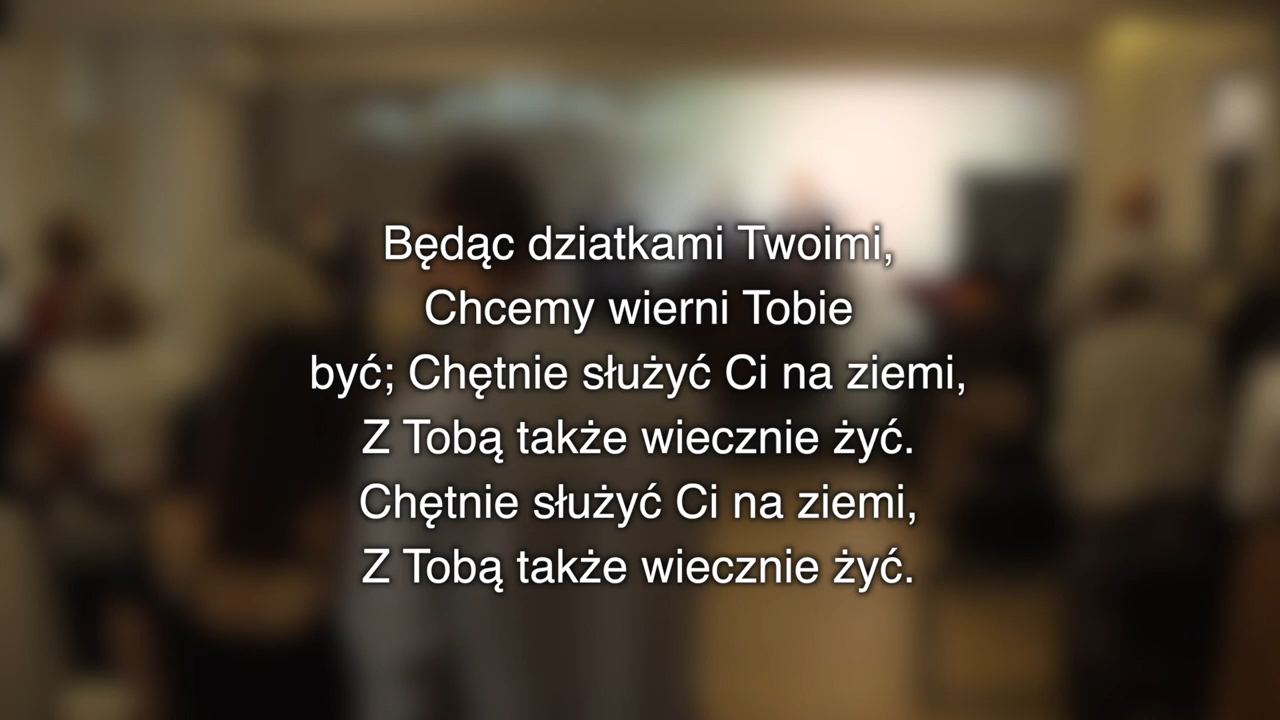 Będąc dziatkami Twoimi,
Chcemy wierni Tobie
być; Chętnie służyć Ci na ziemi,
Z Tobą także wiecznie żyć.
Chętnie służyć Ci na ziemi,
Z Tobą także wiecznie żyć.